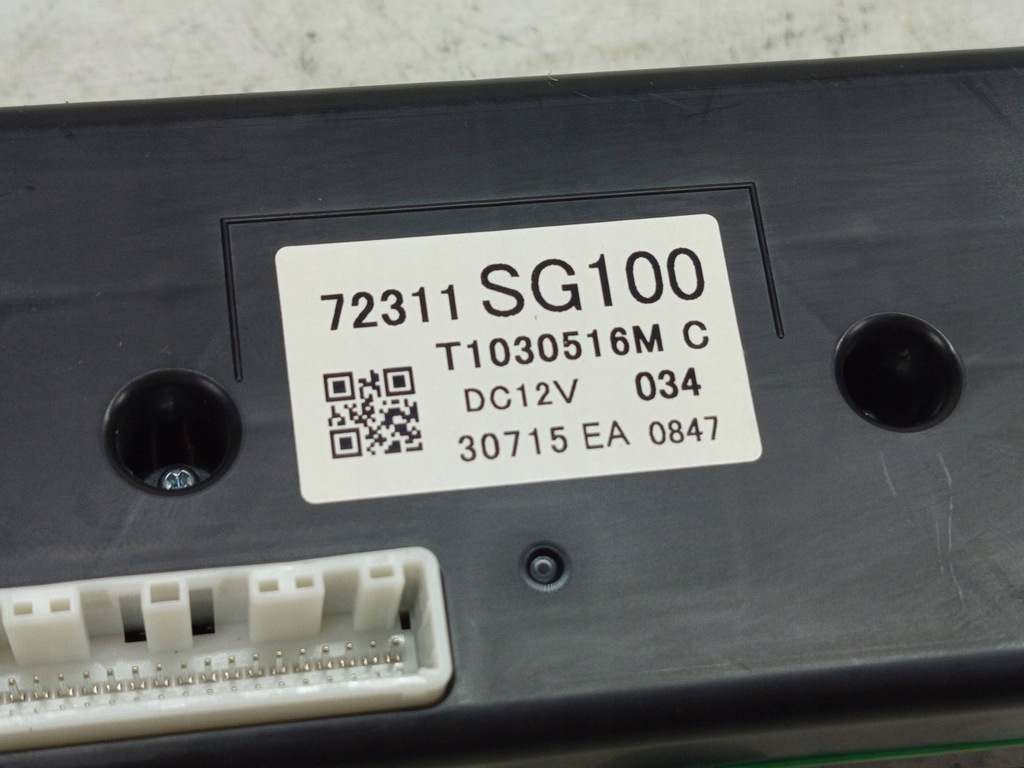 72311 SG100
T1030516M C
DC12V 034
30715 EA 0847